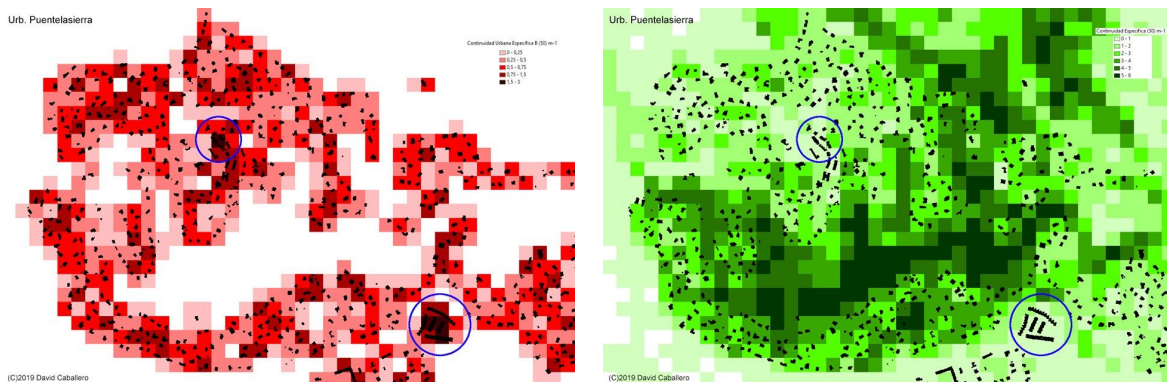 Urb. Puentelasierra
Continuidad Urbana Específica B (50) m-1
0 - 0,25
0,25 - 0,5
0,5 - 0,75
0,75 - 1,5
1,5 - 3
(C)2019 David Caballero
Urb. Puentelasierra
Continuidad Específica (50) m-1
0 - 1
1 - 2
2 - 3
3 - 4
4 - 5
5 - 6
(C)2019 David Caballero